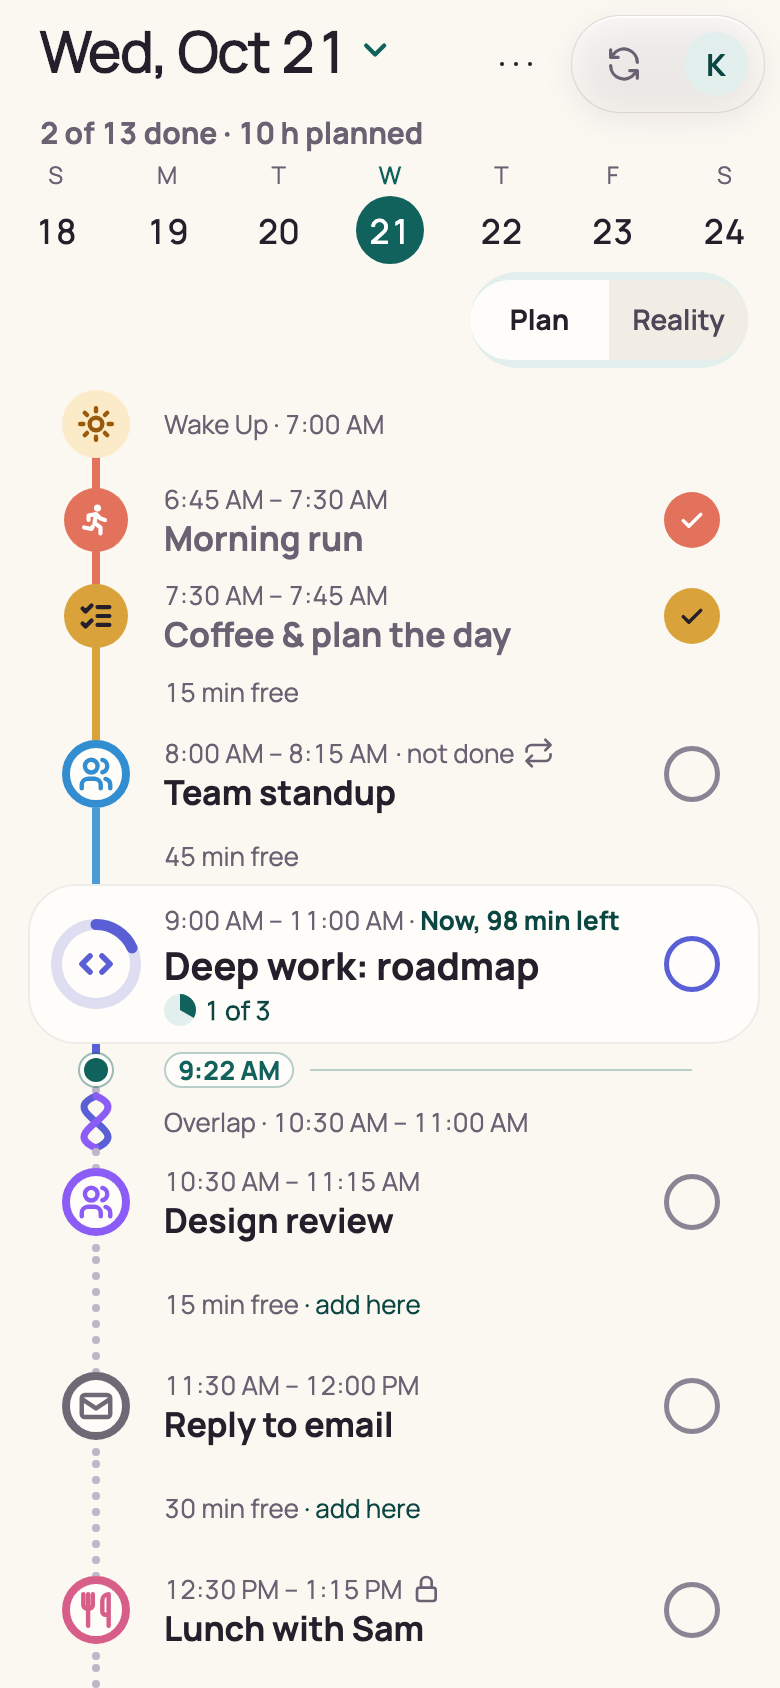 Wed, Oct 21
...
K
2 of 13 done · 10 h planned
S M T W T F S
18 19 20 21 22 23 24
Plan Reality
Wake Up · 7:00 AM
6:45 AM – 7:30 AM
Morning run
7:30 AM – 7:45 AM
Coffee & plan the day
15 min free
8:00 AM – 8:15 AM · not done
Team standup
45 min free
9:00 AM – 11:00 AM · Now, 98 min left
Deep work: roadmap
1 of 3
9:22 AM
Overlap · 10:30 AM – 11:00 AM
10:30 AM – 11:15 AM
Design review
15 min free · add here
11:30 AM – 12:00 PM
Reply to email
30 min free · add here
12:30 PM – 1:15 PM
Lunch with Sam